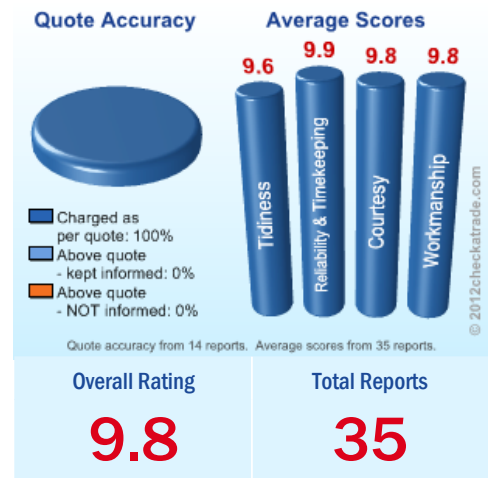 Quote Accuracy
Average Scores
9.6
9.9
9.8
9.8
Tidiness
Reliability & Timekeeping
Courtesy
Workmanship
Charged as
per quote: 100%
Above quote
- kept informed: 0%
Above quote
- NOT informed: 0%
© 2012checkatrade.com
Quote accuracy from 14 reports. Average scores from 35 reports.
Overall Rating
Total Reports
9.8
35